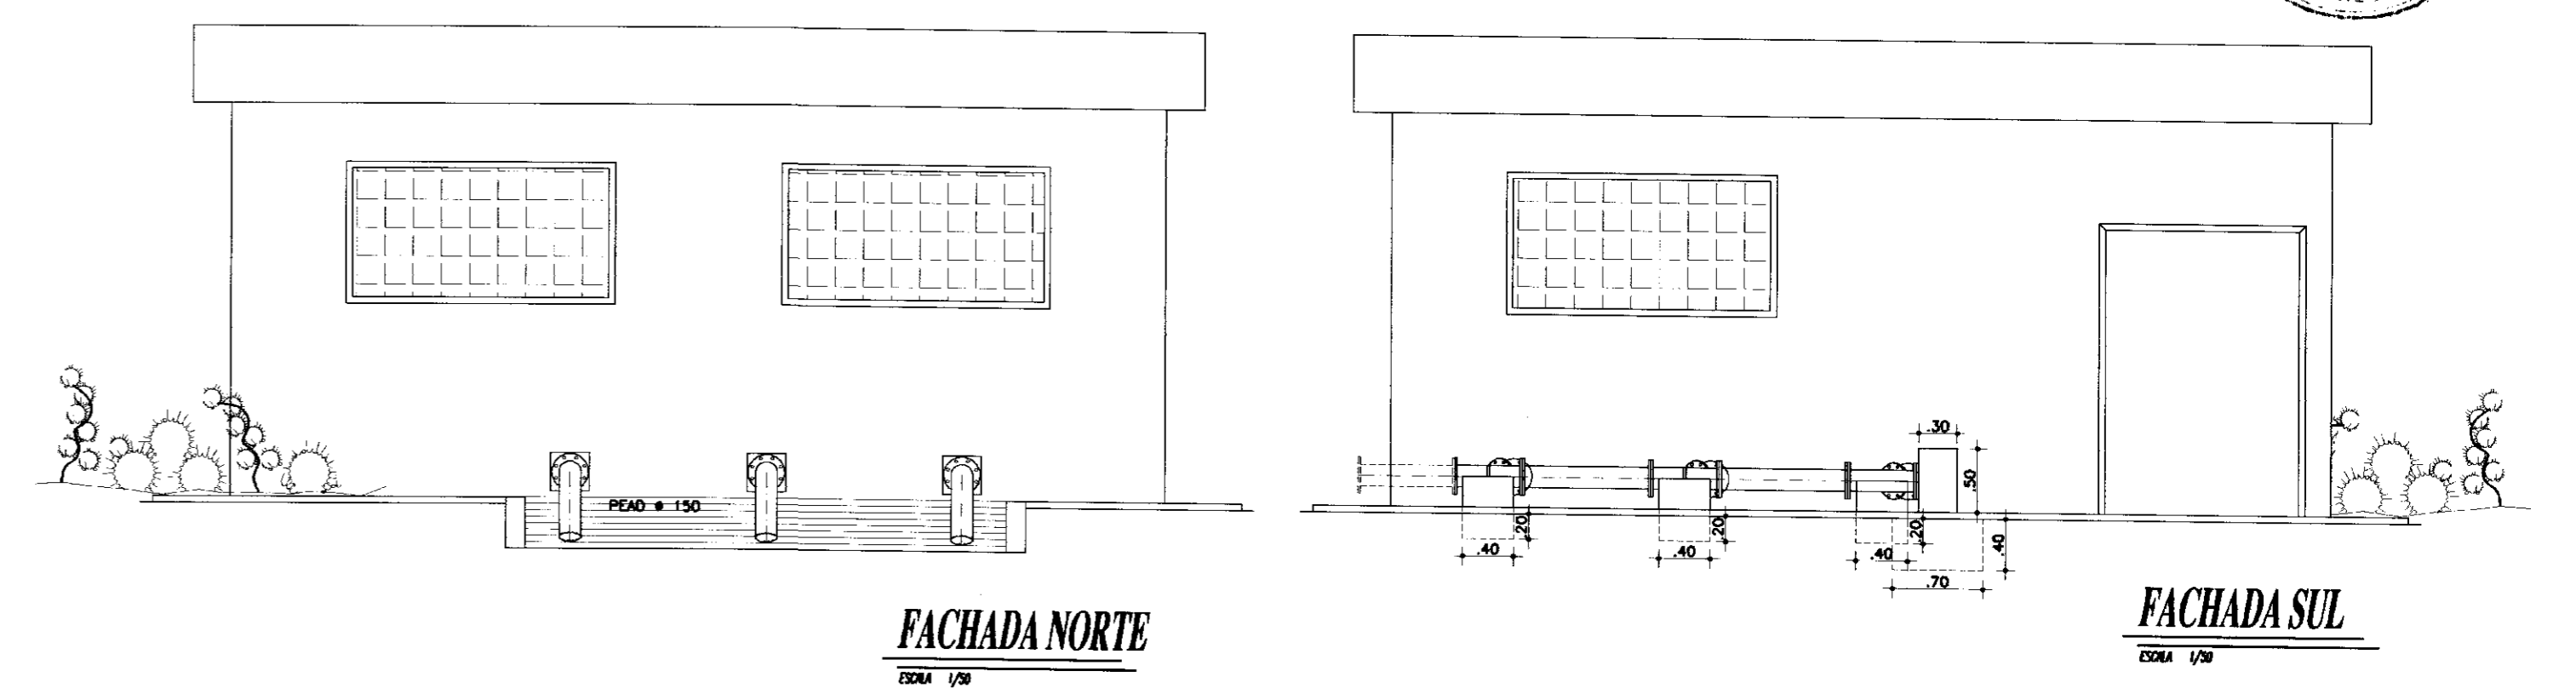 PEAD ø 150
FACHADA NORTE
ESCALA 1/50
.30
.50
.20
.20
.20
.40
.40
.40
.40
.70
FACHADA SUL
ESCALA 1/50